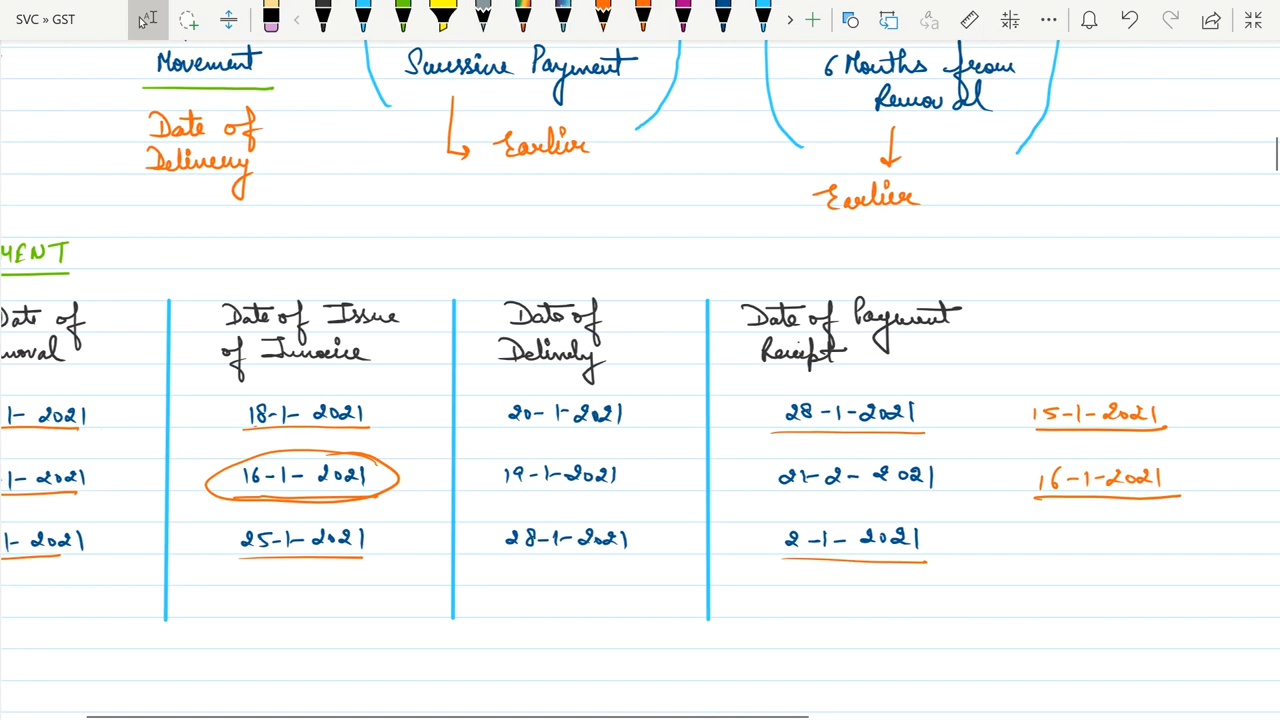 SVC » GST
Movement
Sucessive Payment
6 Months from
Removal
Date of
Delivery
Earlier
Earlier
MENT
Date of
moval
Date of Issue
of Invoice
Date of
Delively
Date of Payment
Receipt
1- 2021
18-1- 2021
20-1-2021
28-1-2021
15-1-2021
1- 2021
16-1- 2021
19-1-2021
21-2- 2021
16-1-2021
1- 2021
25-1-2021
28-1-2021
2-1- 2021